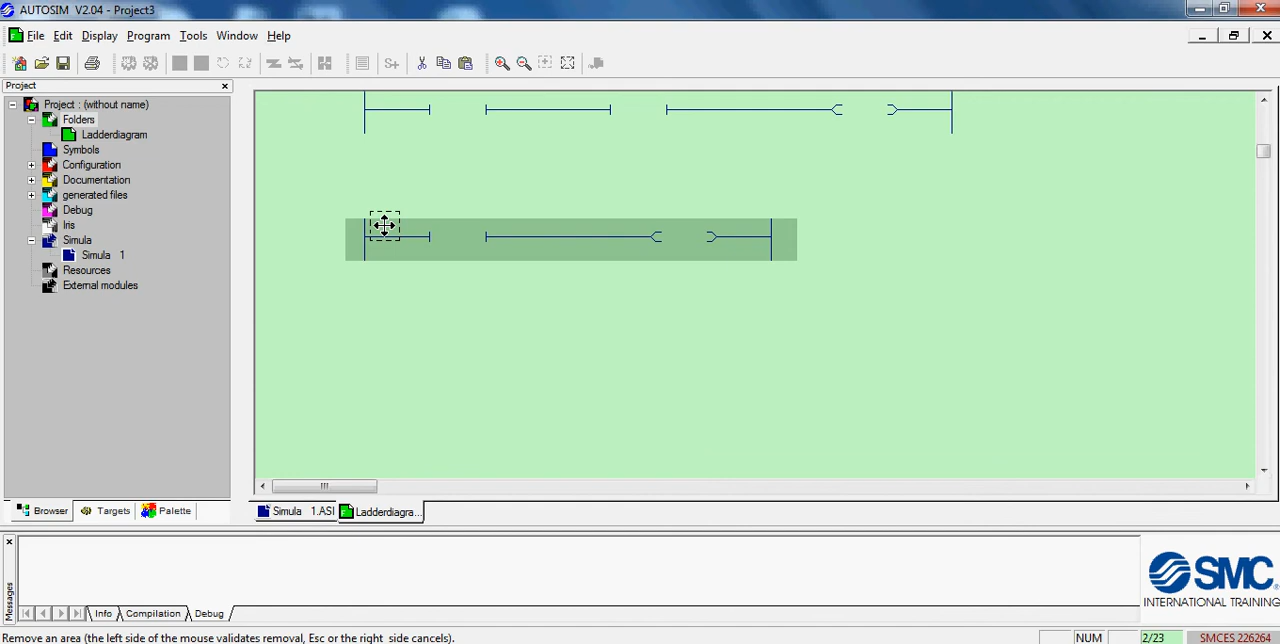 AUTOSIM V2.04 - Project3
File Edit Display Program Tools Window Help
S+
Project
Project : (without name)
Folders
Ladderdiagram
Symbols
Configuration
Documentation
generated files
Debug
Iris
Simula
Simula 1
Resources
External modules
Browser Targets Palette
Simula 1.ASI Ladderdiagra...
Messages
SMC
INTERNATIONAL TRAINING
Info Compilation Debug
Remove an area (the left side of the mouse validates removal, Esc or the right side cancels).
NUM 2/23 SMCES 226264